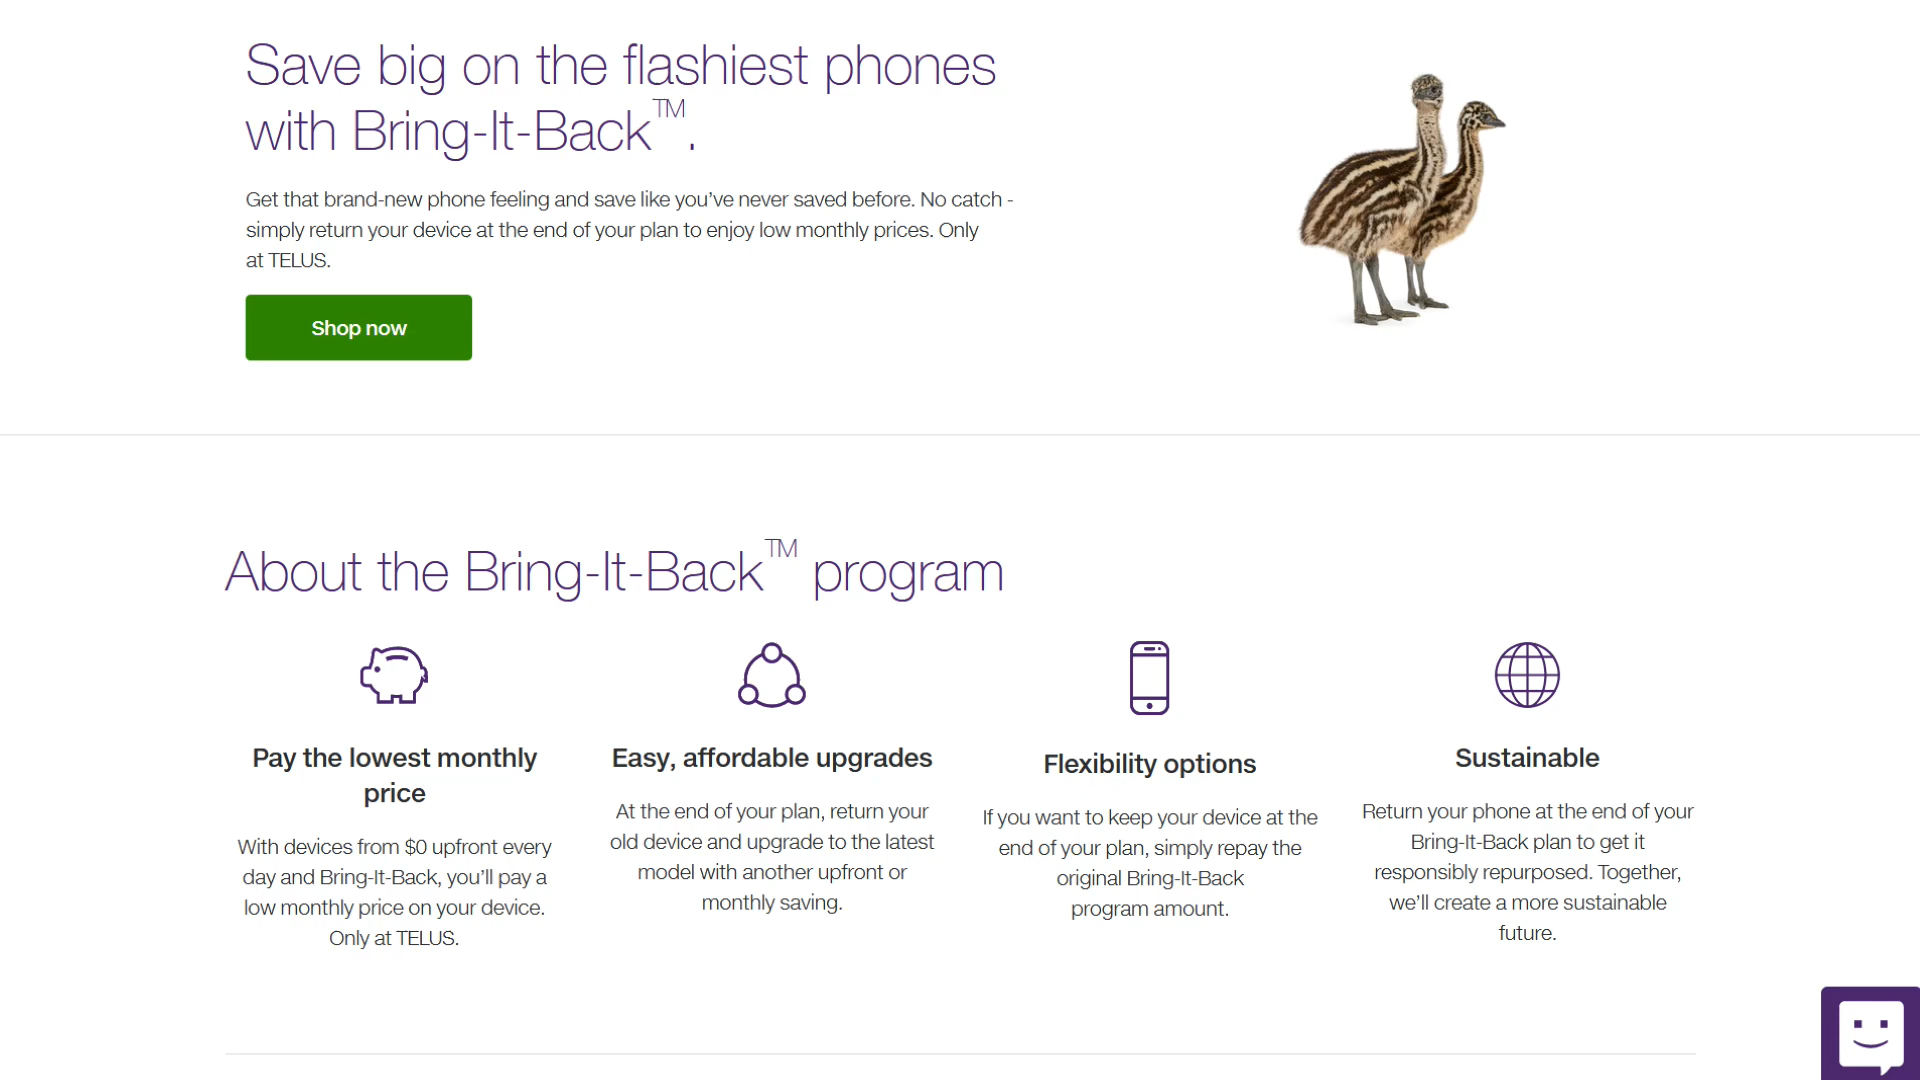 Save big on the flashiest phones
with Bring-It-Back™.
Get that brand-new phone feeling and save like you’ve never saved before. No catch -
simply return your device at the end of your plan to enjoy low monthly prices. Only
at TELUS.
Shop now
About the Bring-It-Back™ program
Pay the lowest monthly
price
With devices from $0 upfront every
day and Bring-It-Back, you’ll pay a
low monthly price on your device.
Only at TELUS.
Easy, affordable upgrades
At the end of your plan, return your
old device and upgrade to the latest
model with another upfront or
monthly saving.
Flexibility options
If you want to keep your device at the
end of your plan, simply repay the
original Bring-It-Back
program amount.
Sustainable
Return your phone at the end of your
Bring-It-Back plan to get it
responsibly repurposed. Together,
we’ll create a more sustainable
future.